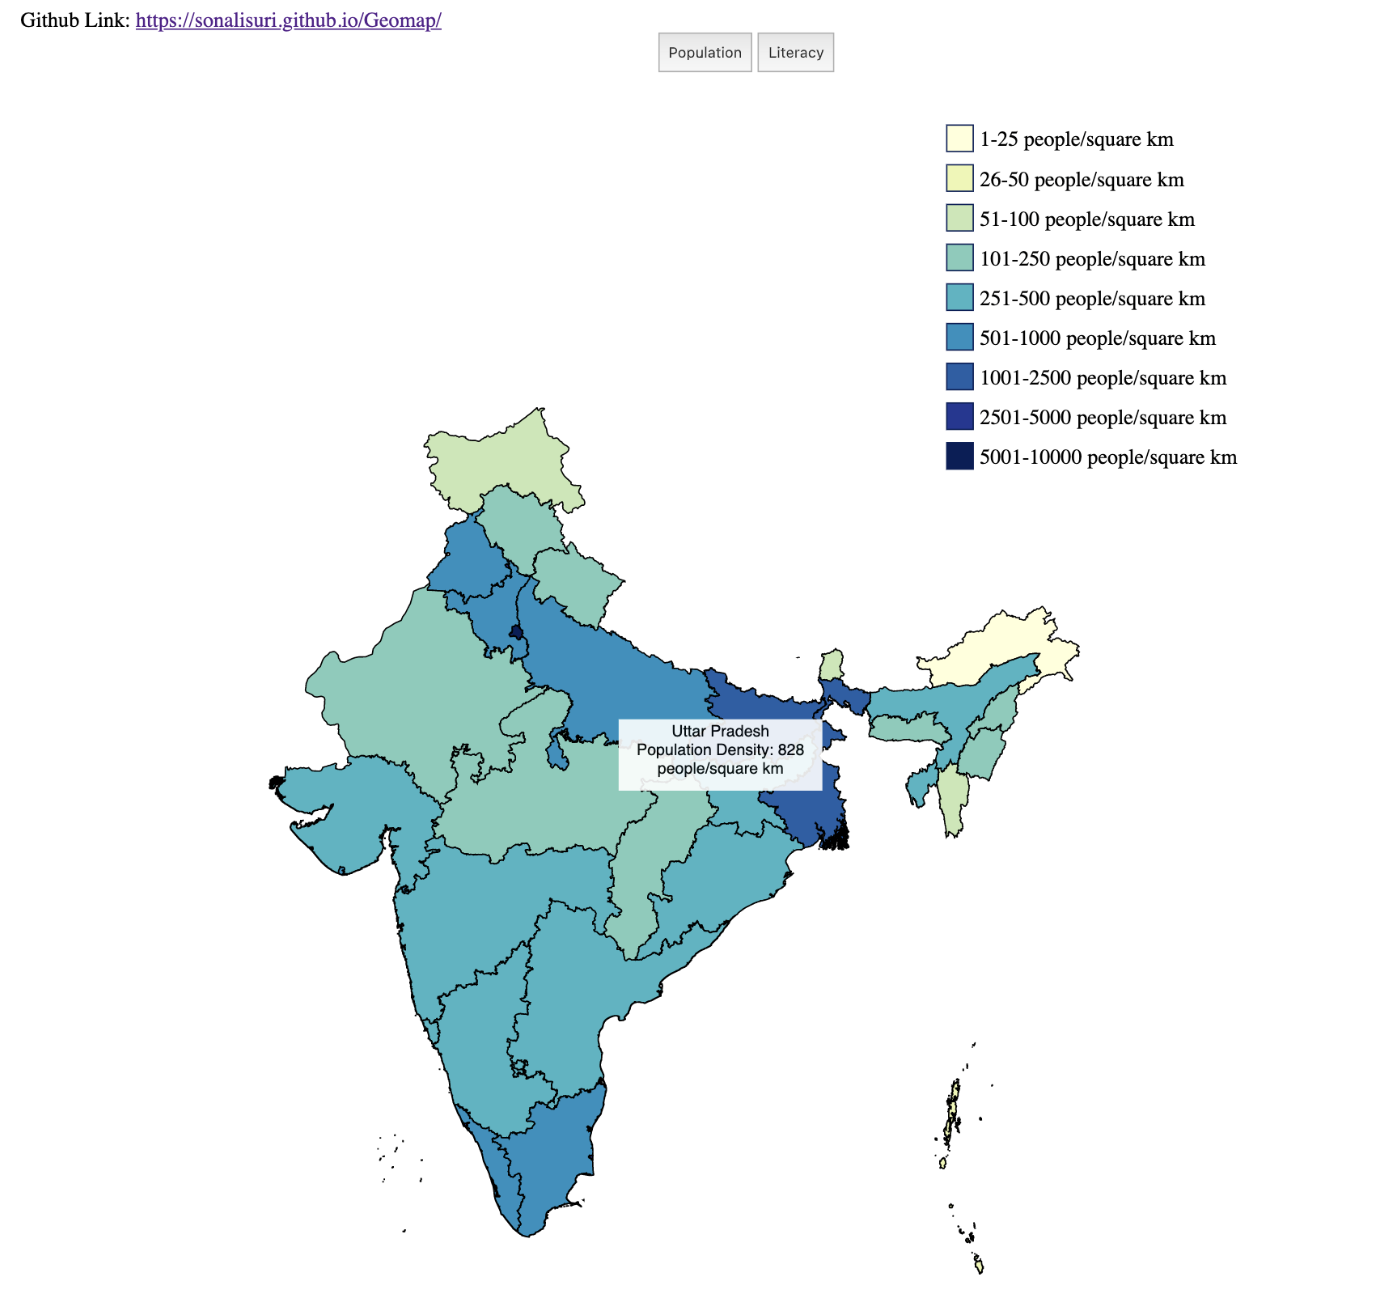 Github Link: https://sonalisuri.github.io/Geomap/
Population Literacy
1-25 people/square km
26-50 people/square km
51-100 people/square km
101-250 people/square km
251-500 people/square km
501-1000 people/square km
1001-2500 people/square km
2501-5000 people/square km
5001-10000 people/square km
Uttar Pradesh
Population Density: 828
people/square km